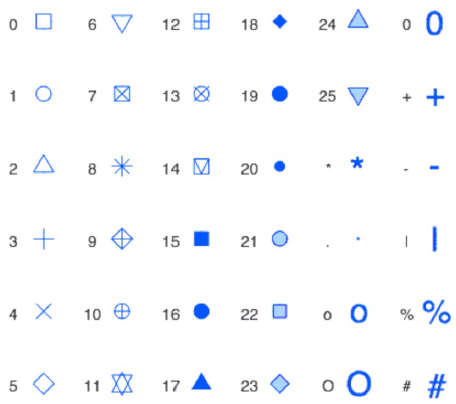 0 6 12 18 24 0 0
1 7 13 19 25 + +
2 8 14 20 * * - -
3 9 15 21 . . | |
4 10 16 22 o o % %
5 11 17 23 O O # #